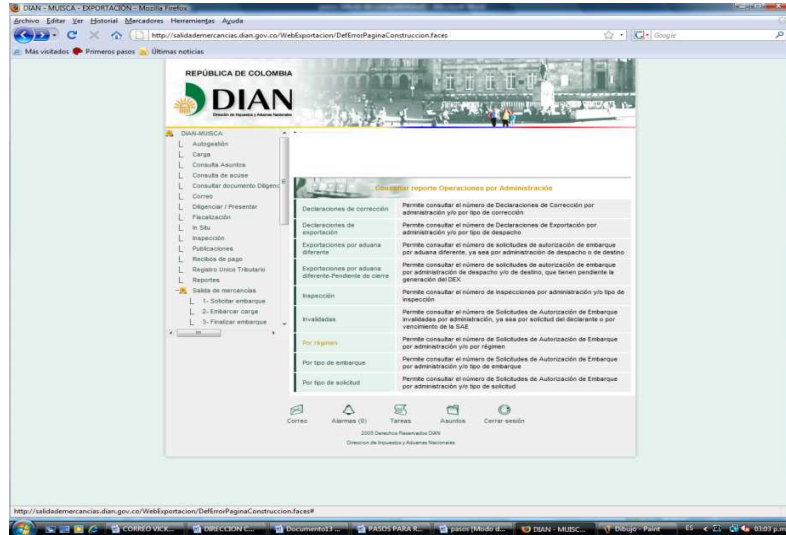 DIAN - MUISCA - EXPORTACIÓN - Mozilla Firefox
Archivo Editar Ver Historial Marcadores Herramientas Ayuda
http://salidademercancias.dian.gov.co/WebExportacion/DefErrorPaginaConstruccion.faces
Google
Más visitados Primeros pasos Últimas noticias
REPÚBLICA DE COLOMBIA
DIAN
Dirección de Impuestos y Aduanas Nacionales
DIAN-MUISCA
Autogestión
Carga
Consulta Asuntos
Consulta de acuse
Consultar documento Diligenc
Correo
Diligenciar / Presentar
Fiscalización
In Situ
Inspección
Publicaciones
Recibos de pago
Registro Unico Tributario
Reportes
Salida de mercancías
1- Solicitar embarque
2- Embarcar carga
3- Finalizar embarque
Consultar reporte Operaciones por Administración
Declaraciones de corrección
Permite consultar el número de Declaraciones de Corrección por
administración y/o por tipo de corrección
Declaraciones de
exportación
Permite consultar el número de Declaraciones de Exportación por
administración y/o por tipo de despacho
Exportaciones por aduana
diferente
Permite consultar el número de solicitudes de autorización de embarque
por aduana diferente, ya sea por administración de despacho o de destino
Exportaciones por aduana
diferente-Pendiente de cierre
Permite consultar el número de solicitudes de autorización de embarque
por administración de despacho y/o de destino, que tienen pendiente la
generación del DEX
Inspección
Permite consultar el número de inspecciones por administración y/o tipo de
inspección
Invalidadas
Permite consultar el número de Solicitudes de Autorización de Embarque
invalidadas por administración, ya sea por solicitud del declarante o por
vencimiento de la SAE
Por régimen
Permite consultar el número de Solicitudes de Autorización de Embarque
por administración y/o por régimen
Por tipo de embarque
Permite consultar el número de Solicitudes de Autorización de Embarque
por administración y/o tipo de embarque
Por tipo de solicitud
Permite consultar el número de Solicitudes de Autorización de Embarque
por administración y/o tipo de solicitud
Correo Alarmas (0) Tareas Asuntos Cerrar sesión
Derechos Reservados DIAN
Direccion de Impuestos y Aduanas Nacionales
http://salidademercancias.dian.gov.co/WebExportacion/DefErrorPaginaConstruccion.faces#
CORREO VICK... DIRECCION C... Documento13 ... PASOS PARA R... pasos [Modo d... DIAN - MUISC... Dibujo - Paint ES 03:03 p.m.